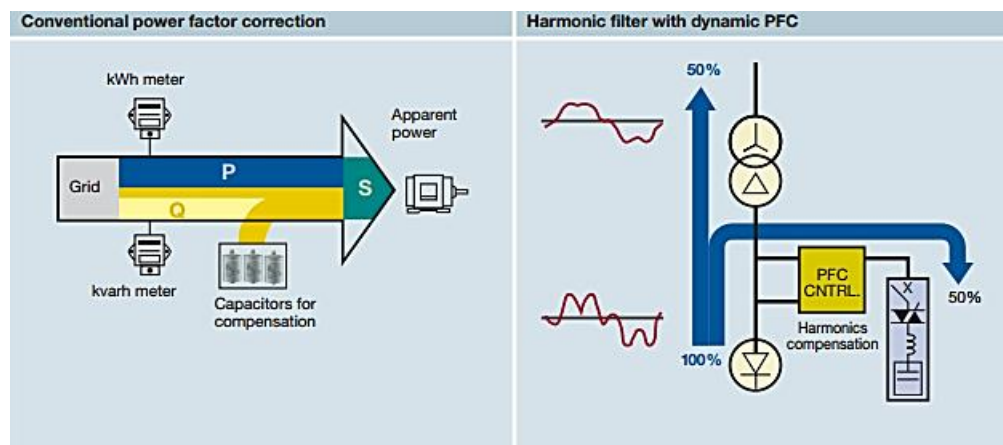 Conventional power factor correction
kWh meter
Apparent
power
Grid
P
Q
S
kvarh meter
Capacitors for
compensation
Harmonic filter with dynamic PFC
50%
PFC
CNTRL.
Harmonics
compensation
50%
100%